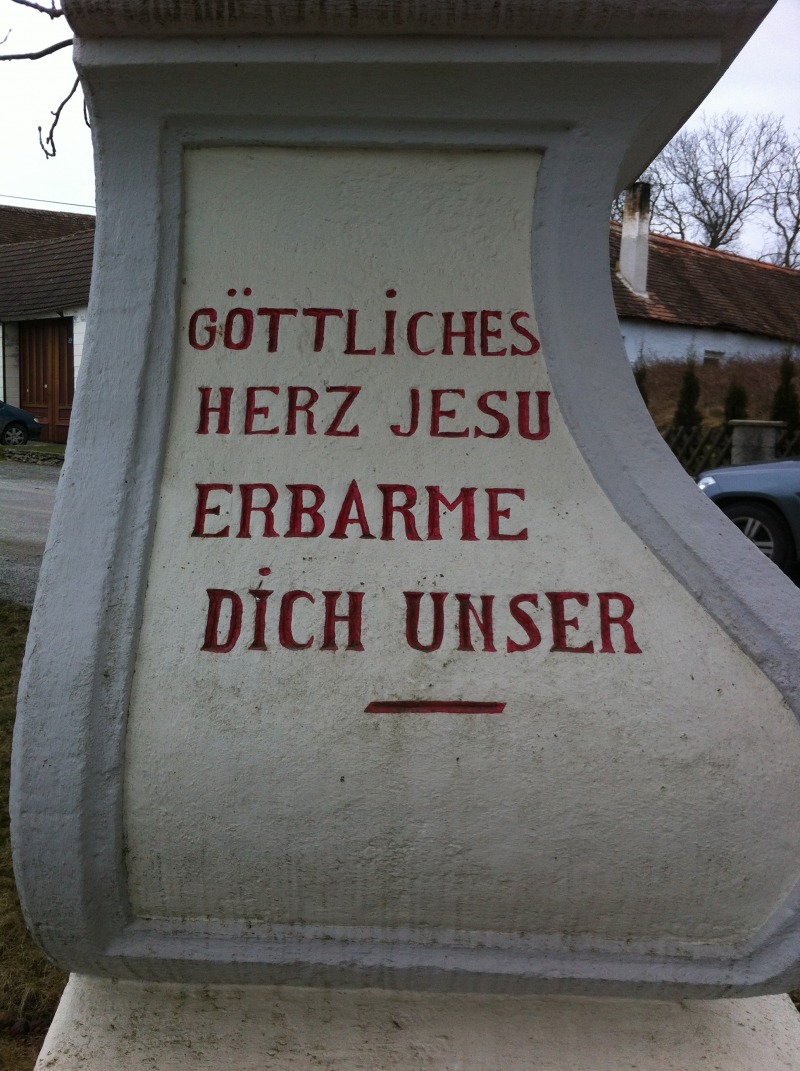 GÖTTLiCHES
HERZ JESU
ERBARME
DiCH UNSER